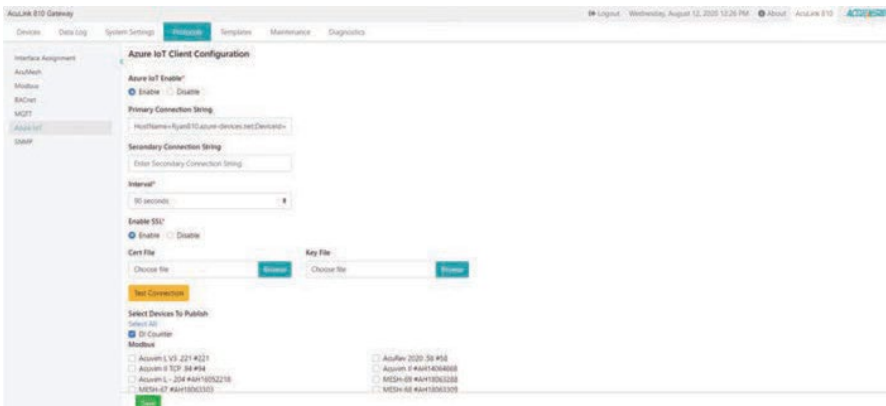 AcuLink 810 Gateway
Logout Wednesday, August 12, 2020 12:26 PM About AcuLink 810 ACCUENERGY
Devices Data Log System Settings Protocols Templates Maintenance Diagnostics
Interface Assignment
AcuMesh
Modbus
BACnet
MQTT
Azure IoT
SNMP
Azure IoT Client Configuration
Azure IoT Enable*
Enable Disable
Primary Connection String
HostName=Ryan810.azure-devices.net;DeviceId=
Secondary Connection String
Enter Secondary Connection String
Interval*
90 seconds
Enable SSL*
Enable Disable
Cert File Key File
Choose file Browse Choose file Browse
Test Connection
Select Devices To Publish
Select All
DI Counter
Modbus
Acuvim L V3 .221 #221 AcuRev 2020 .58 #58
Acuvim II TCP .94 #94 Acuvim II #AH14064668
Acuvim L - 204 #AH16052218 MESH-69 #AH18063288
MESH-67 #AH18063303 MESH-68 #AH18063309
Save